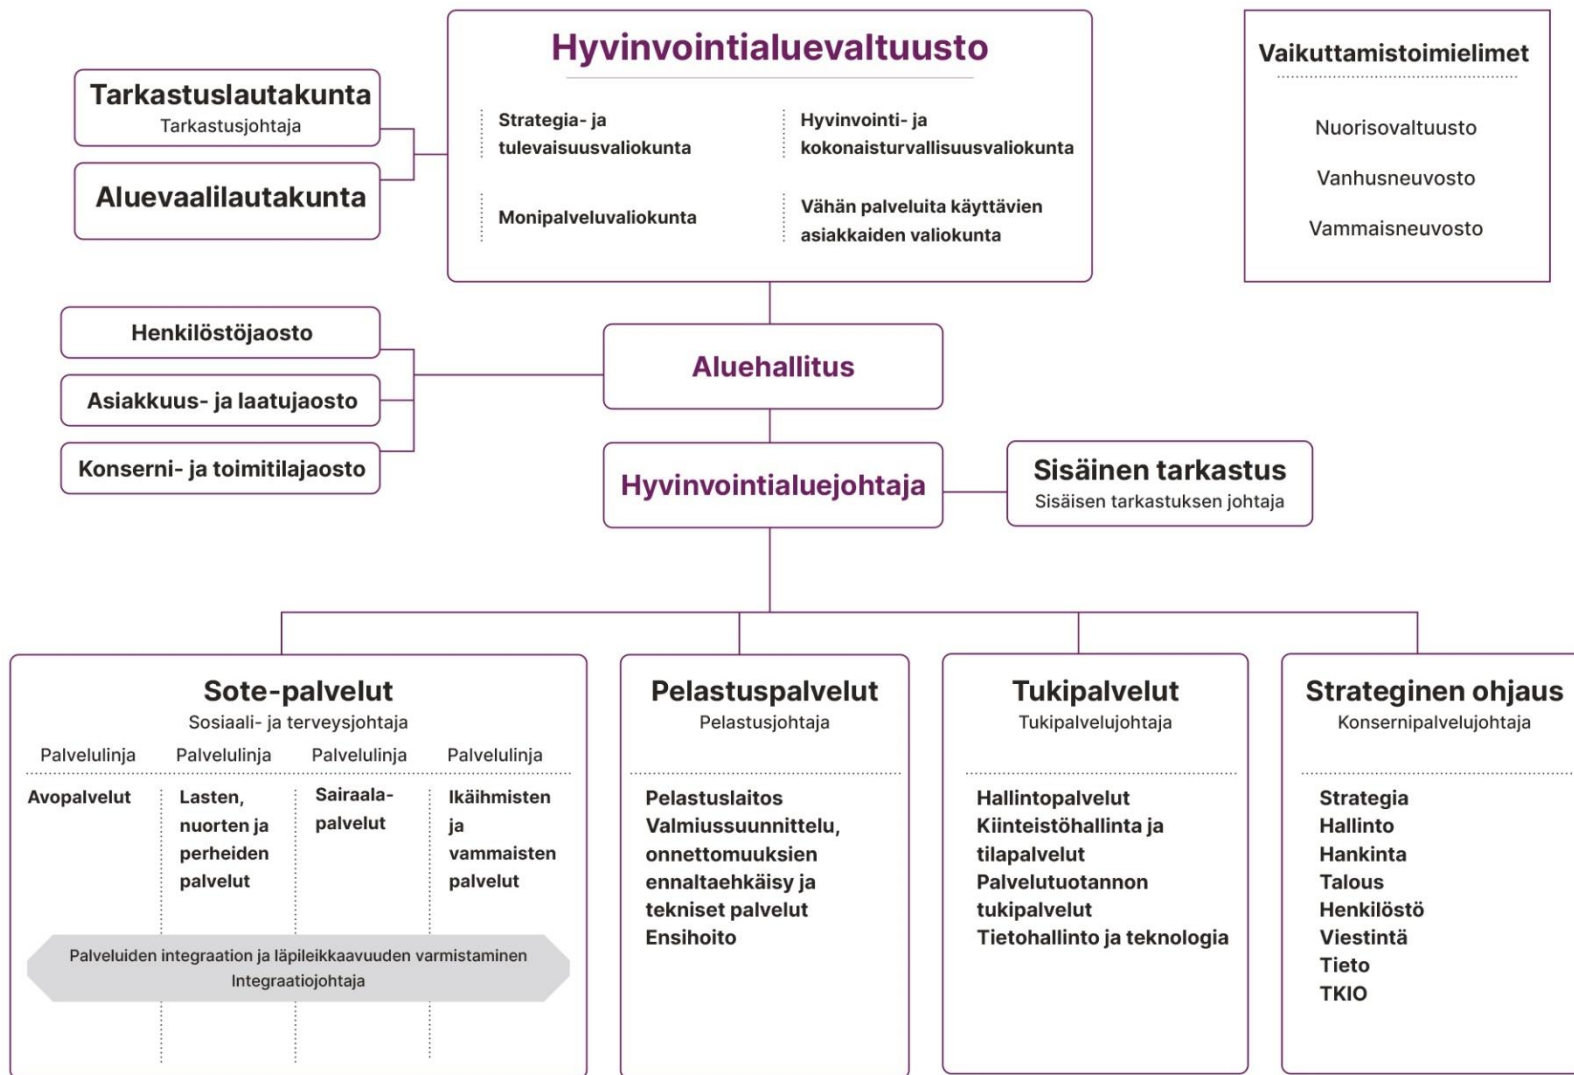 Hyvinvointialuevaltuusto
Strategia- ja
tulevaisuusvaliokunta
Hyvinvointi- ja
kokonaisturvallisuusvaliokunta
Monipalveluvaliokunta
Vähän palveluita käyttävien
asiakkaiden valiokunta
Tarkastuslautakunta
Tarkastusjohtaja
Aluevaalilautakunta
Vaikuttamistoimielimet
Nuorisovaltuusto
Vanhusneuvosto
Vammaisneuvosto
Henkilöstöjaosto
Asiakkuus- ja laatujaosto
Konserni- ja toimitilajaosto
Aluehallitus
Hyvinvointialuejohtaja
Sisäinen tarkastus
Sisäisen tarkastuksen johtaja
Sote-palvelut
Sosiaali- ja terveysjohtaja
Palvelulinja
Avopalvelut
Palvelulinja
Lasten,
nuorten ja
perheiden
palvelut
Palvelulinja
Sairaala-
palvelut
Palvelulinja
Ikäihmisten
ja
vammaisten
palvelut
Palveluiden integraation ja läpileikkaavuuden varmistaminen
Integraatiojohtaja
Pelastuspalvelut
Pelastusjohtaja
Pelastuslaitos
Valmiussuunnittelu,
onnettomuuksien
ennaltaehkäisy ja
tekniset palvelut
Ensihoito
Tukipalvelut
Tukipalvelujohtaja
Hallintopalvelut
Kiinteistöhallinta ja
tilapalvelut
Palvelutuotannon
tukipalvelut
Tietohallinto ja teknologia
Strateginen ohjaus
Konsernipalvelujohtaja
Strategia
Hallinto
Hankinta
Talous
Henkilöstö
Viestintä
Tieto
TKIO